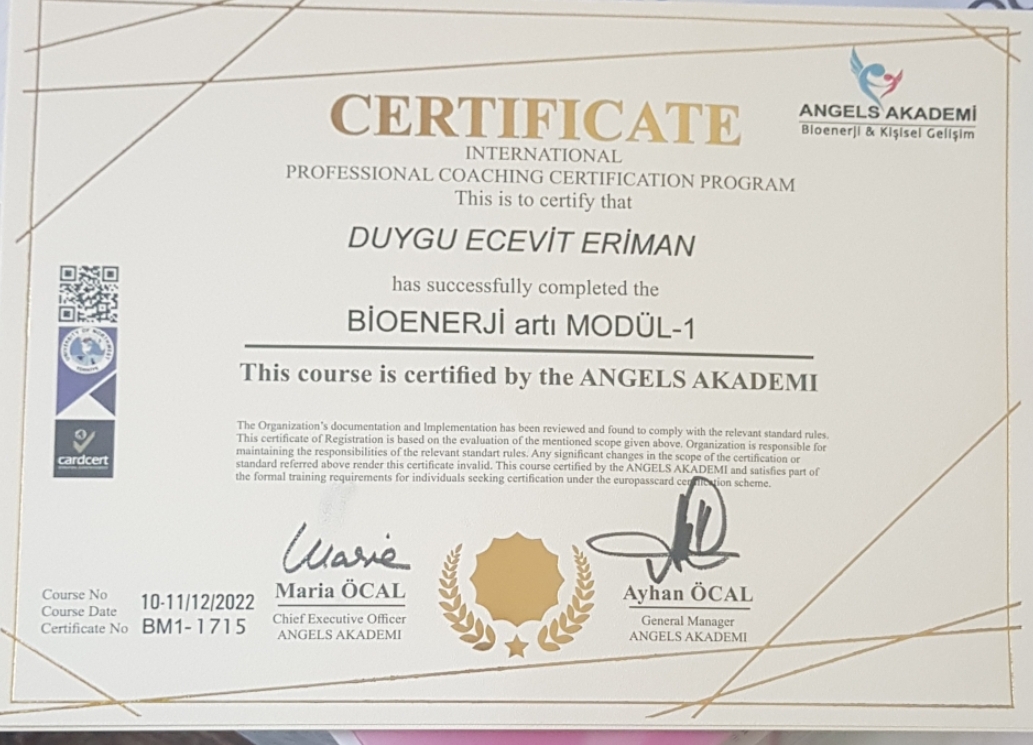 ANGELS AKADEMİ
Bioenerji & Kişisel Gelişim
CERTIFICATE
INTERNATIONAL
PROFESSIONAL COACHING CERTIFICATION PROGRAM
This is to certify that
DUYGU ECEVİT ERİMAN
has successfully completed the
BİOENERJİ artı MODÜL-1
This course is certified by the ANGELS AKADEMI
The Organization's documentation and Implementation has been reviewed and found to comply with the relevant standard rules.
This certificate of Registration is based on the evaluation of the mentioned scope given above. Organization is responsible for
maintaining the responsibilities of the relevant standart rules. Any significant changes in the scope of the certification or
standard referred above render this certificate invalid. This course certified by the ANGELS AKADEMI and satisfies part of
the formal training requirements for individuals seeking certification under the europasscard certification scheme.
cardcert
Marie
Maria ÖCAL
Chief Executive Officer
ANGELS AKADEMI
Ayhan ÖCAL
General Manager
ANGELS AKADEMI
Course No
Course Date 10-11/12/2022
Certificate No BM1-1715